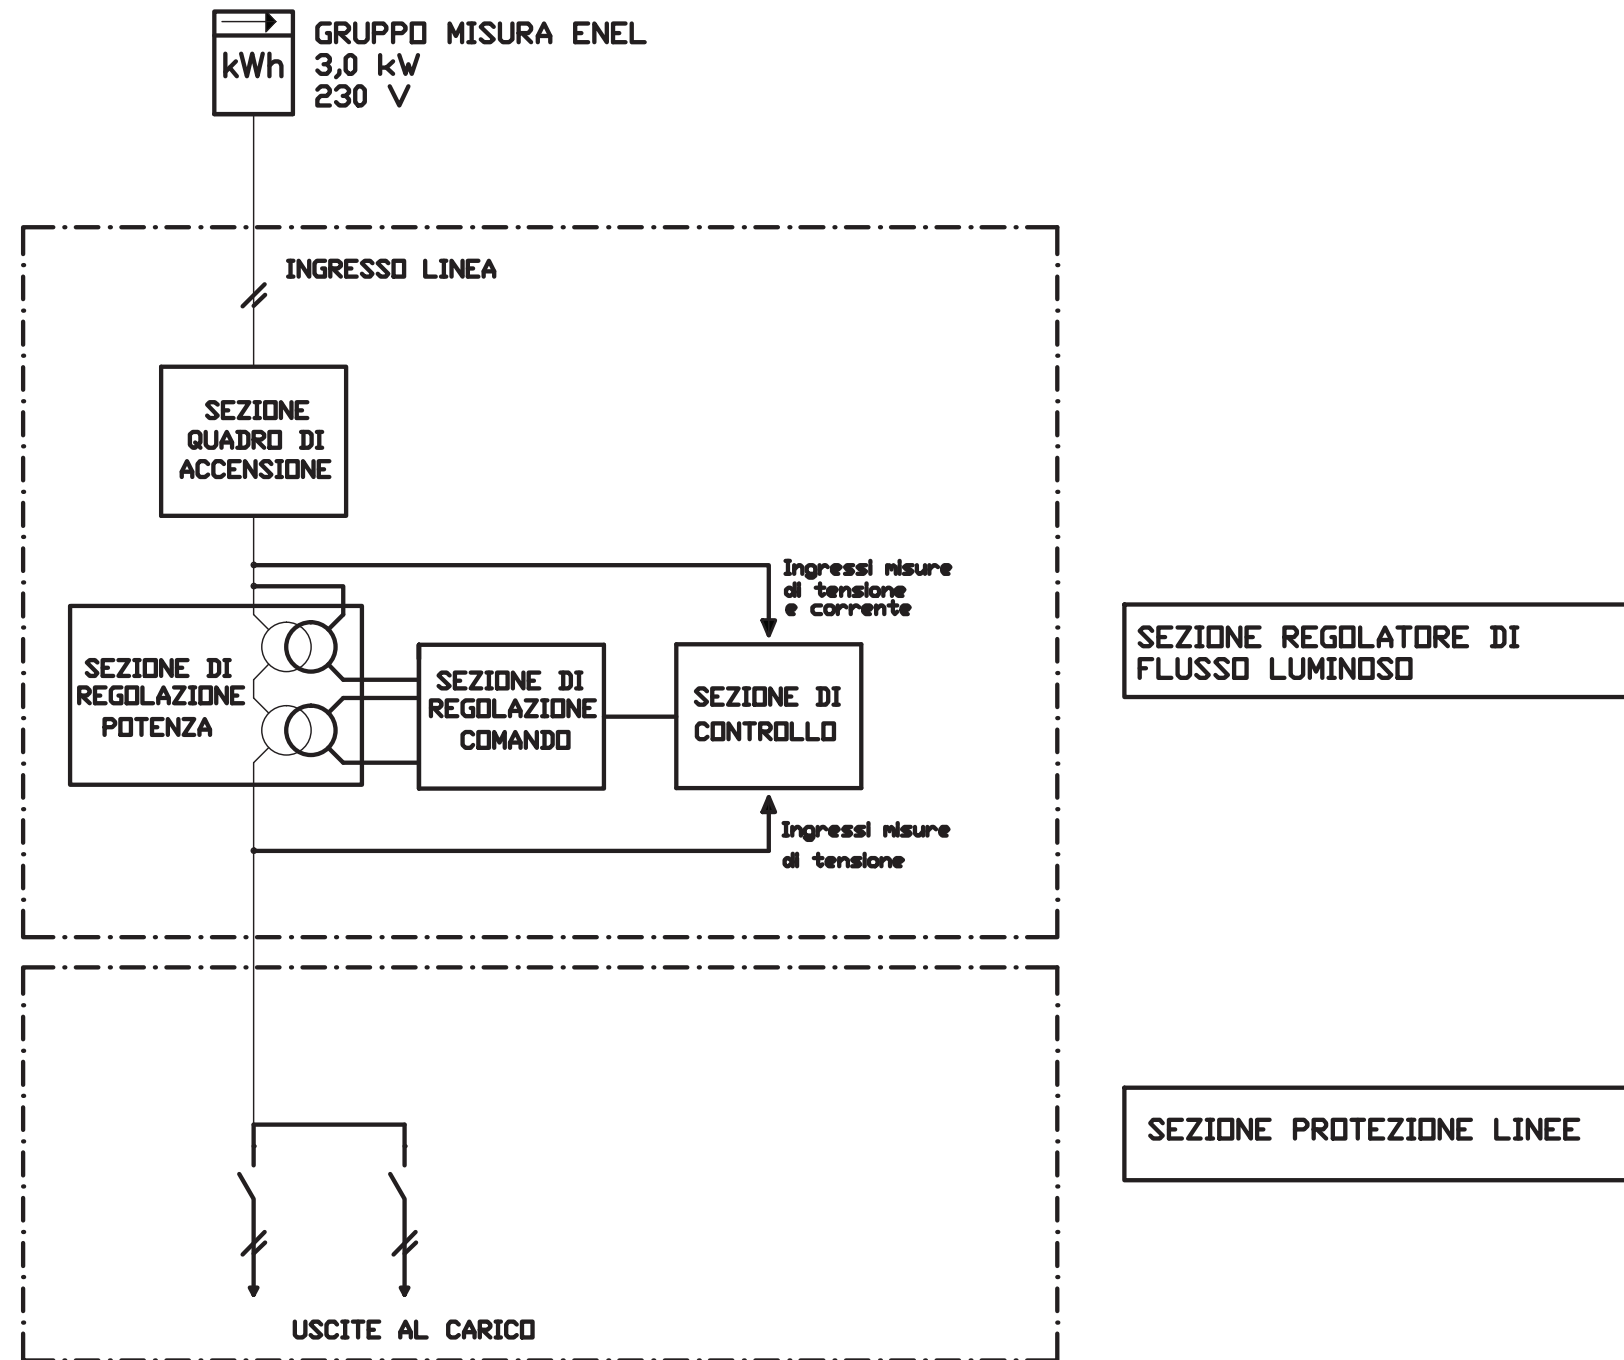 GRUPPO MISURA ENEL
3,0 kW
230 V
kWh
INGRESSO LINEA
SEZIONE
QUADRO DI
ACCENSIONE
Ingressi misure
di tensione
e corrente
SEZIONE DI
REGOLAZIONE
POTENZA
SEZIONE DI
REGOLAZIONE
COMANDO
SEZIONE DI
CONTROLLO
SEZIONE REGOLATORE DI
FLUSSO LUMINOSO
Ingressi misure
di tensione
SEZIONE PROTEZIONE LINEE
USCITE AL CARICO